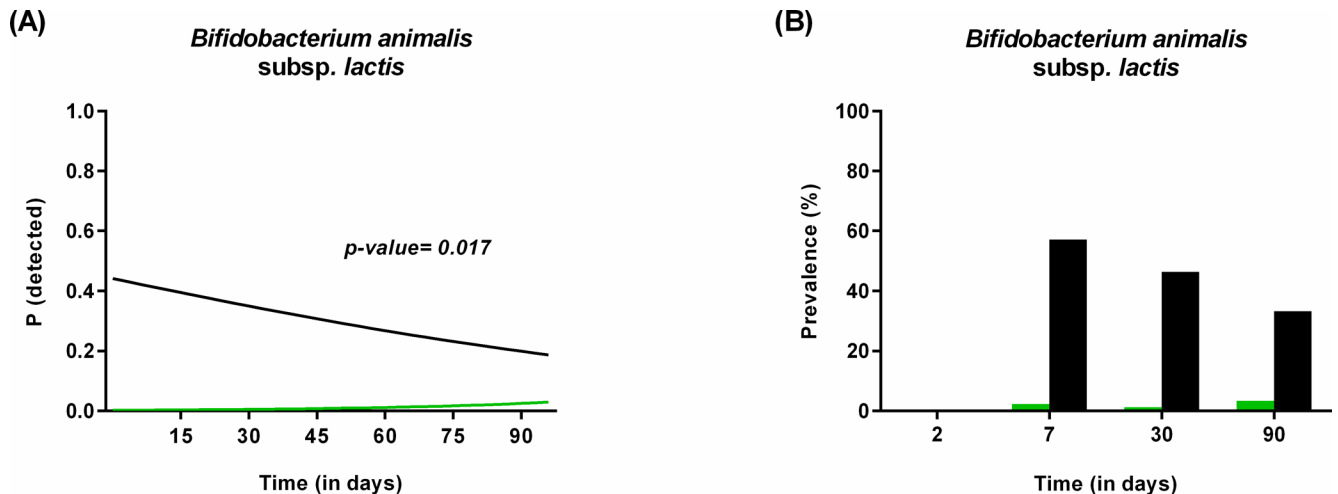 (A)
Bifidobacterium animalis
subsp. lactis
1.0
0.8
0.6
0.4
0.2
0.0
P (detected)
p-value= 0.017
15 30 45 60 75 90
Time (in days)
(B)
Bifidobacterium animalis
subsp. lactis
100
80
60
40
20
0
Prevalence (%)
2 7 30 90
Time (in days)